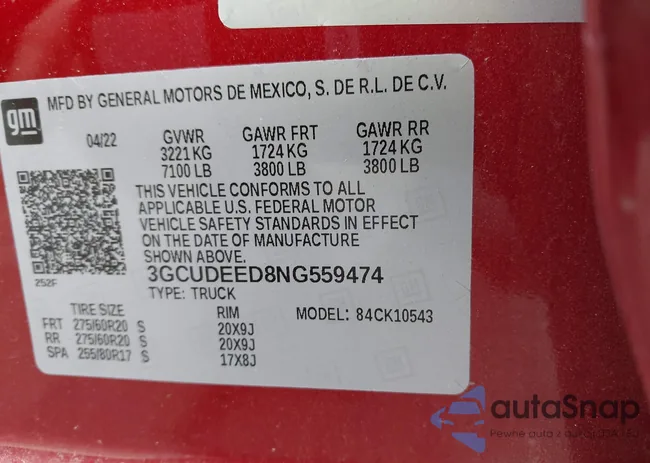 MFD BY GENERAL MOTORS DE MEXICO, S. DE R.L. DE C.V.
gm
04/22 GVWR GAWR FRT GAWR RR
3221 KG 1724 KG 1724 KG
7100 LB 3800 LB 3800 LB
THIS VEHICLE CONFORMS TO ALL
APPLICABLE U.S. FEDERAL MOTOR
VEHICLE SAFETY STANDARDS IN EFFECT
ON THE DATE OF MANUFACTURE
SHOWN ABOVE.
252F
3GCUDEED8NG559474
TYPE: TRUCK
TIRE SIZE RIM MODEL: 84CK10543
FRT 275/60R20 S 20X9J
RR 275/60R20 S 20X9J
SPA 255/80R17 S 17X8J
autaSnap
Pewne auta z